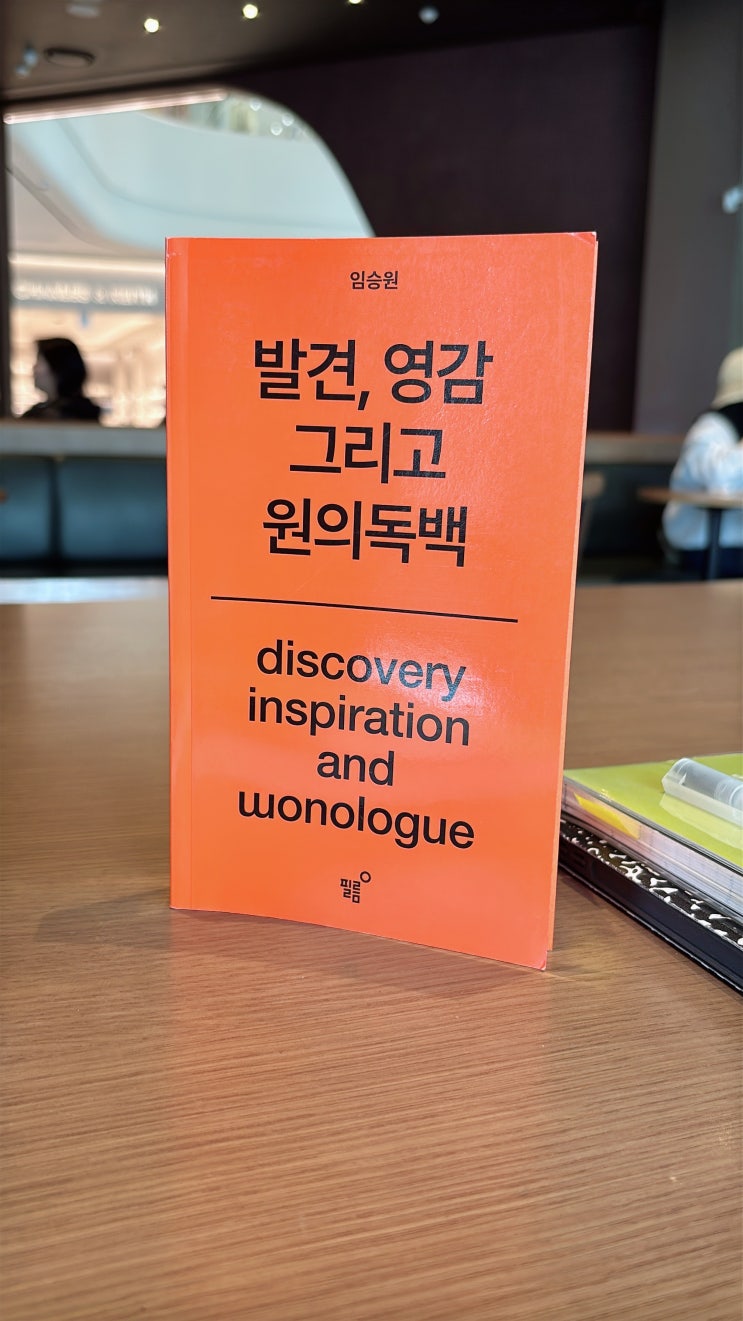 임승원
발견, 영감
그리고
원의독백
discovery
inspiration
and
wonologue
필름